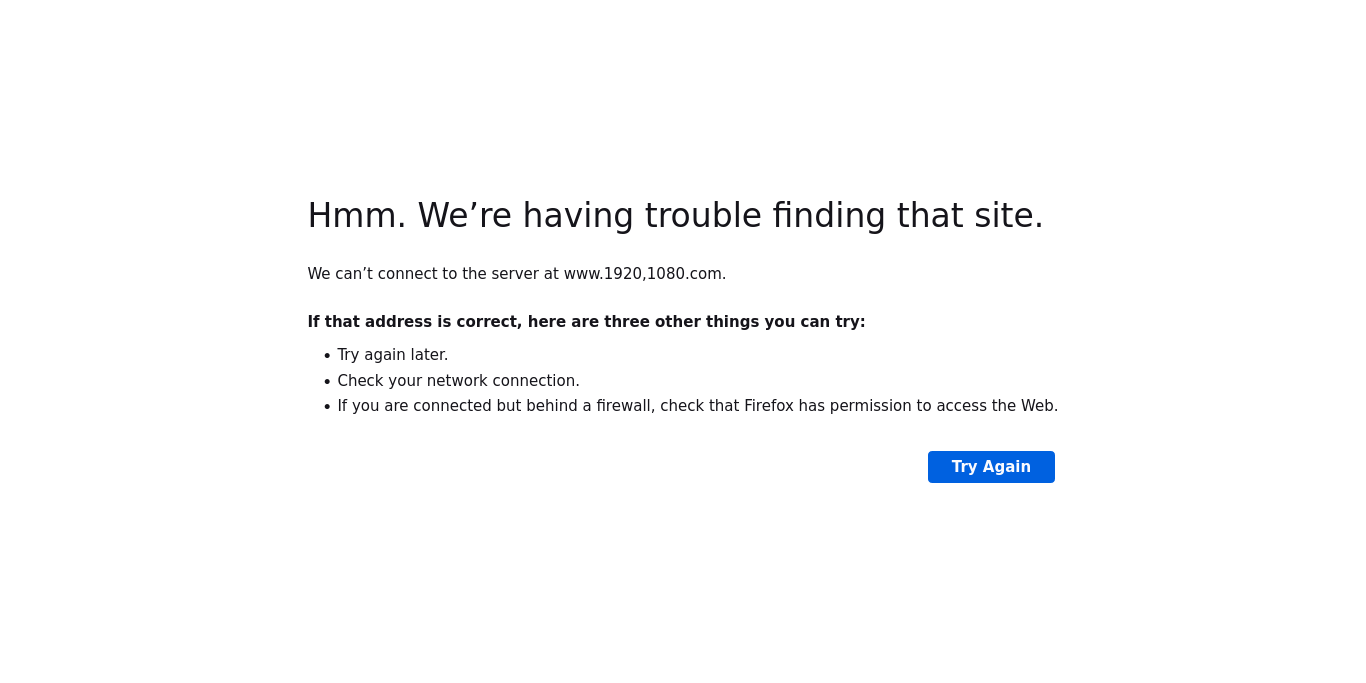 Hmm. We’re having trouble finding that site.
We can’t connect to the server at www.1920,1080.com.
If that address is correct, here are three other things you can try:
• Try again later.
• Check your network connection.
• If you are connected but behind a firewall, check that Firefox has permission to access the Web.
Try Again